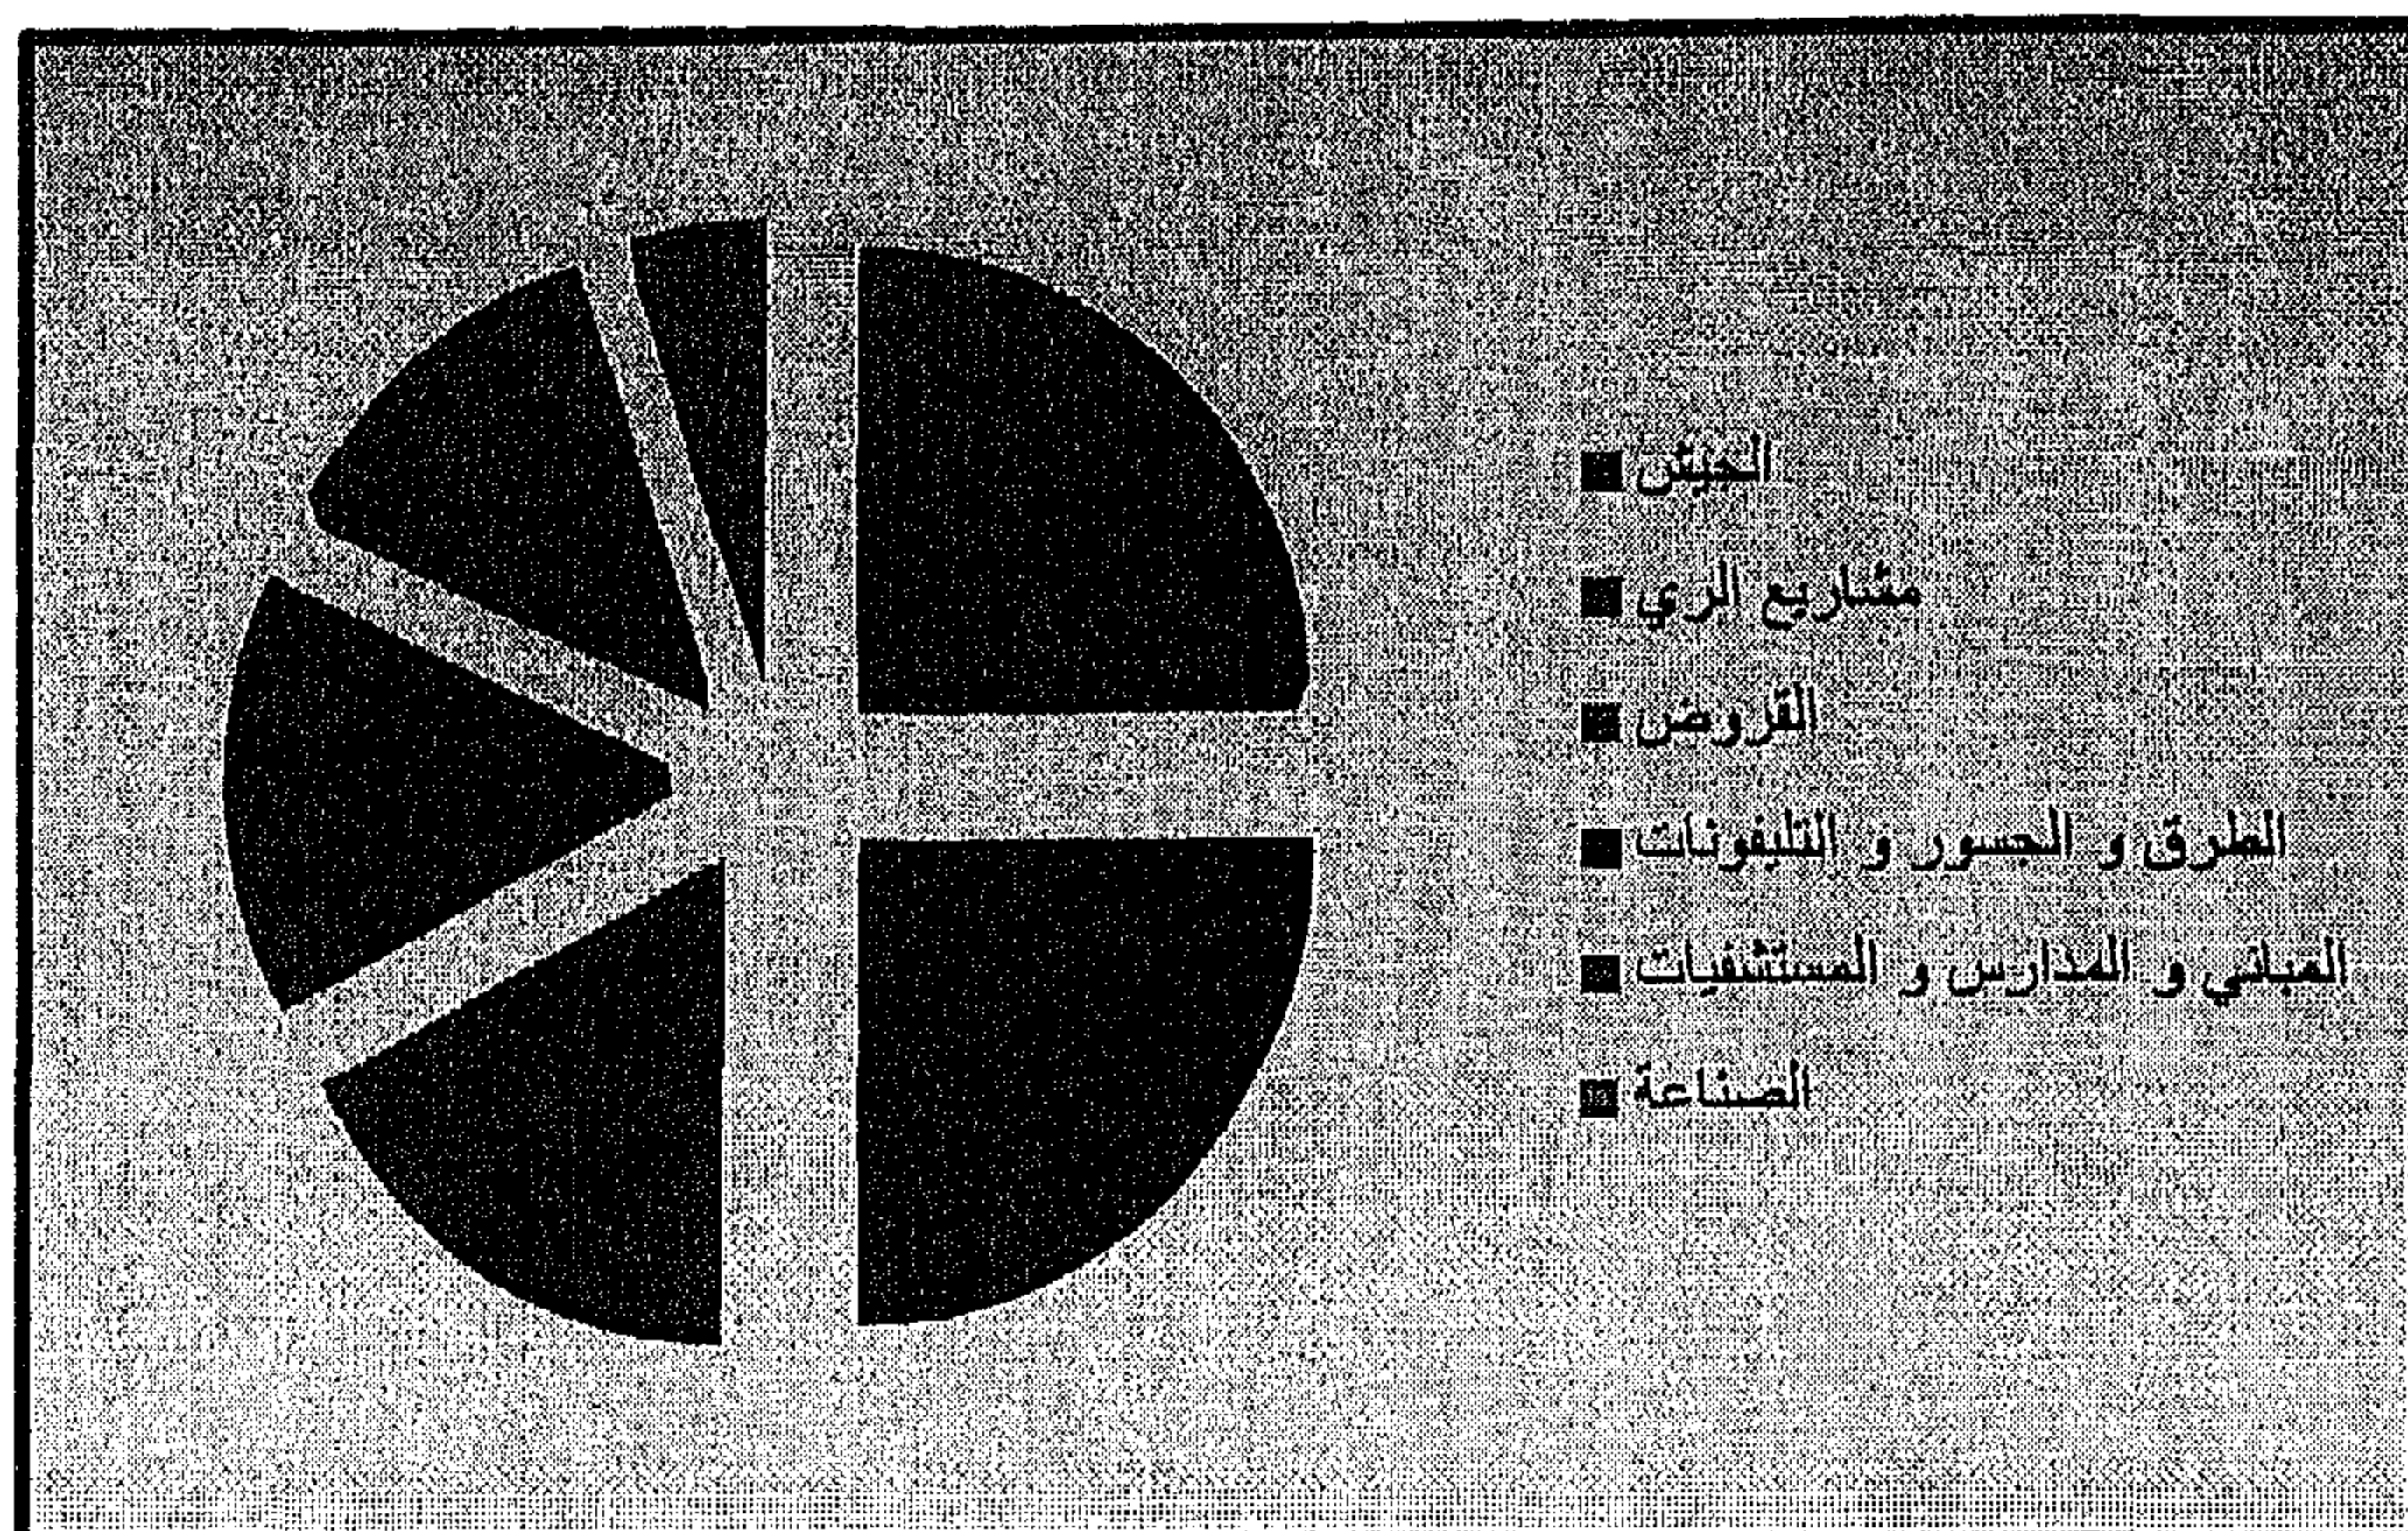 الجيش
مشاريع الري
القروض
الطرق و الجسور و التليفونات
المباني و المدارس و المستشفيات
الصناعة